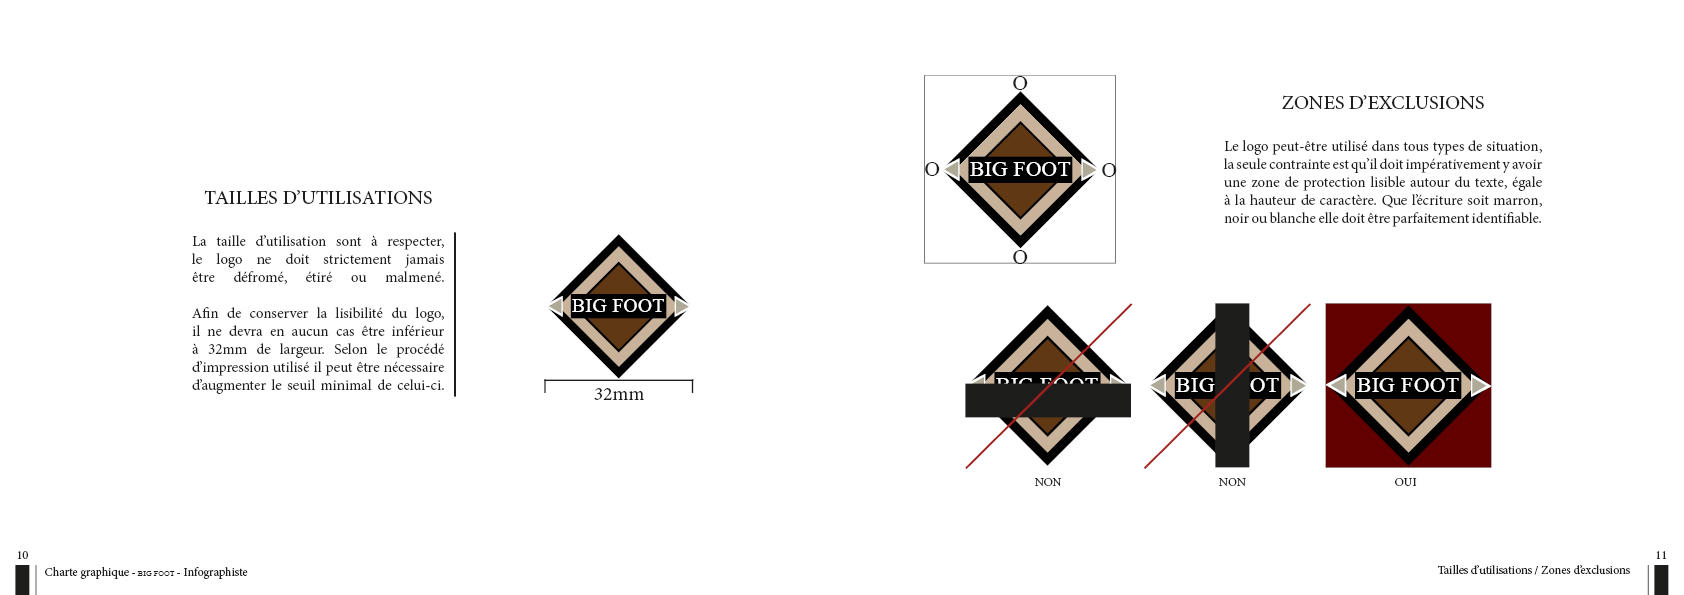 TAILLES D’UTILISATIONS
La taille d’utilisation sont à respecter,
le logo ne doit strictement jamais
être défromé, étiré ou malmené.
Afin de conserver la lisibilité du logo,
il ne devra en aucun cas être inférieur
à 32mm de largeur. Selon le procédé
d’impression utilisé il peut être nécessaire
d’augmenter le seuil minimal de celui-ci.
BIG FOOT
32mm
10
Charte graphique - BIG FOOT - Infographiste
O
O BIG FOOT O
O
ZONES D’EXCLUSIONS
Le logo peut-être utilisé dans tous types de situation,
la seule contrainte est qu’il doit impérativement y avoir
une zone de protection lisible autour du texte, égale
à la hauteur de caractère. Que l’écriture soit marron,
noir ou blanche elle doit être parfaitement identifiable.
BIG FOOT
BIG OT
BIG FOOT
NON
NON
OUI
11
Tailles d’utilisations / Zones d’exclusions